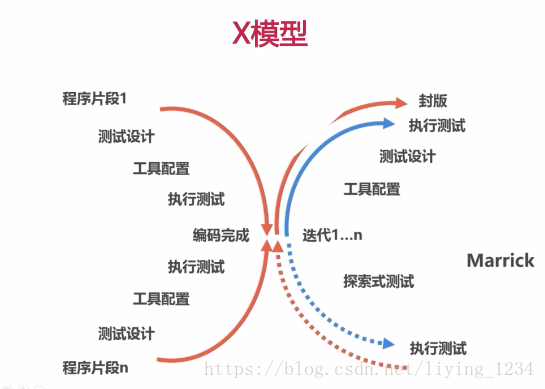 X模型
程序片段1
测试设计
工具配置
执行测试
编码完成
执行测试
工具配置
测试设计
程序片段n
封版
执行测试
测试设计
工具配置
迭代1...n
探索式测试
执行测试
Marrick
https://blog.csdn.net/liying_1234